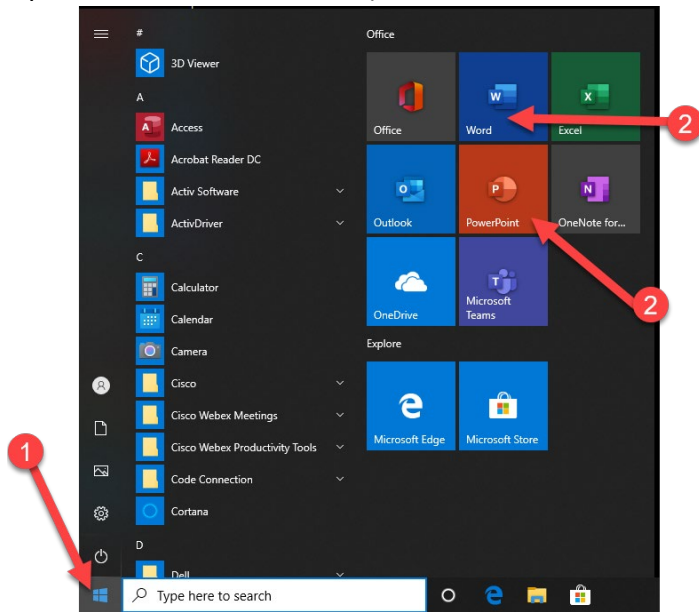 #
3D Viewer
A
Access
Acrobat Reader DC
Activ Software
ActivDriver
C
Calculator
Calendar
Camera
Cisco
Cisco Webex Meetings
Cisco Webex Productivity Tools
Code Connection
Cortana
D
Dell
Office
Office
W
Word
X
Excel
2
O
Outlook
P
PowerPoint
N
OneNote for...
2
OneDrive
T
Microsoft
Teams
Explore
Microsoft Edge
Microsoft Store
1
Type here to search